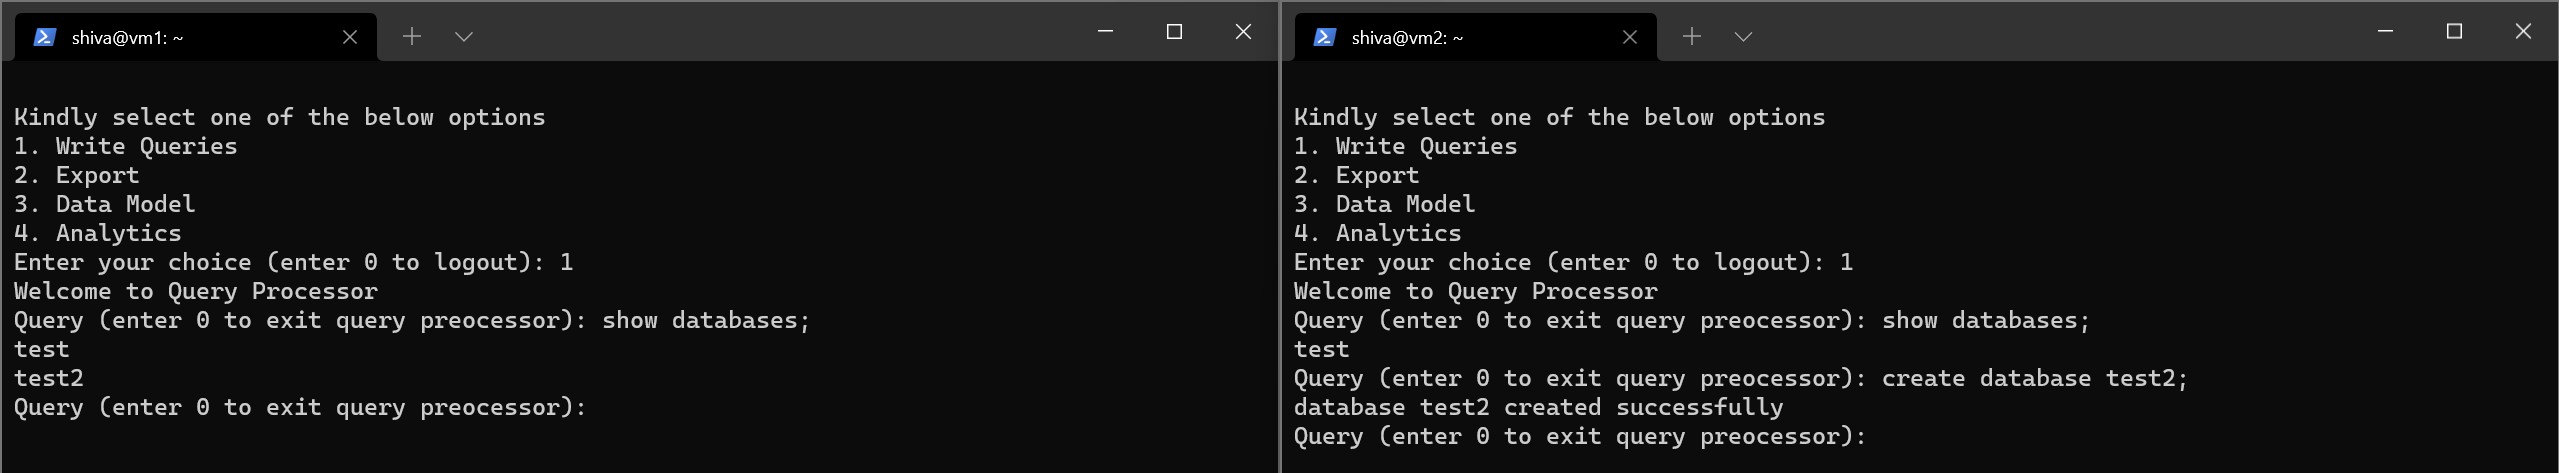 shiva@vm1: ~
Kindly select one of the below options
1. Write Queries
2. Export
3. Data Model
4. Analytics
Enter your choice (enter 0 to logout): 1
Welcome to Query Processor
Query (enter 0 to exit query preocessor): show databases;
test
test2
Query (enter 0 to exit query preocessor):
shiva@vm2: ~
Kindly select one of the below options
1. Write Queries
2. Export
3. Data Model
4. Analytics
Enter your choice (enter 0 to logout): 1
Welcome to Query Processor
Query (enter 0 to exit query preocessor): show databases;
test
Query (enter 0 to exit query preocessor): create database test2;
database test2 created successfully
Query (enter 0 to exit query preocessor):